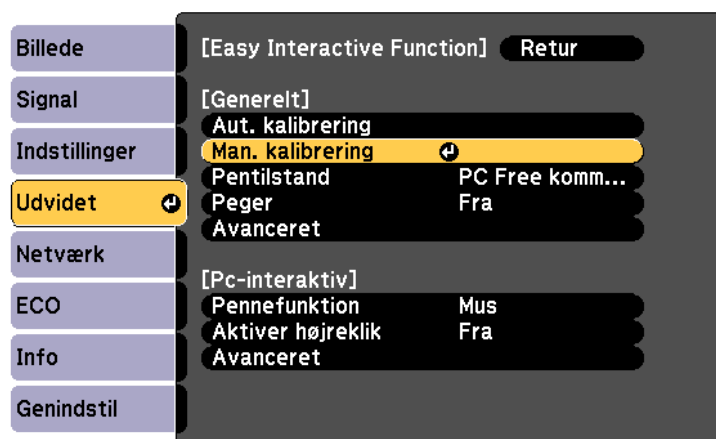 Billede
Signal
Indstillinger
Udvidet
Netværk
ECO
Info
Genindstil
[Easy Interactive Function] Retur
[Generelt]
Aut. kalibrering
Man. kalibrering
Pentilstand PC Free komm...
Peger Fra
Avanceret
[Pc-interaktiv]
Pennefunktion Mus
Aktiver højreklik Fra
Avanceret